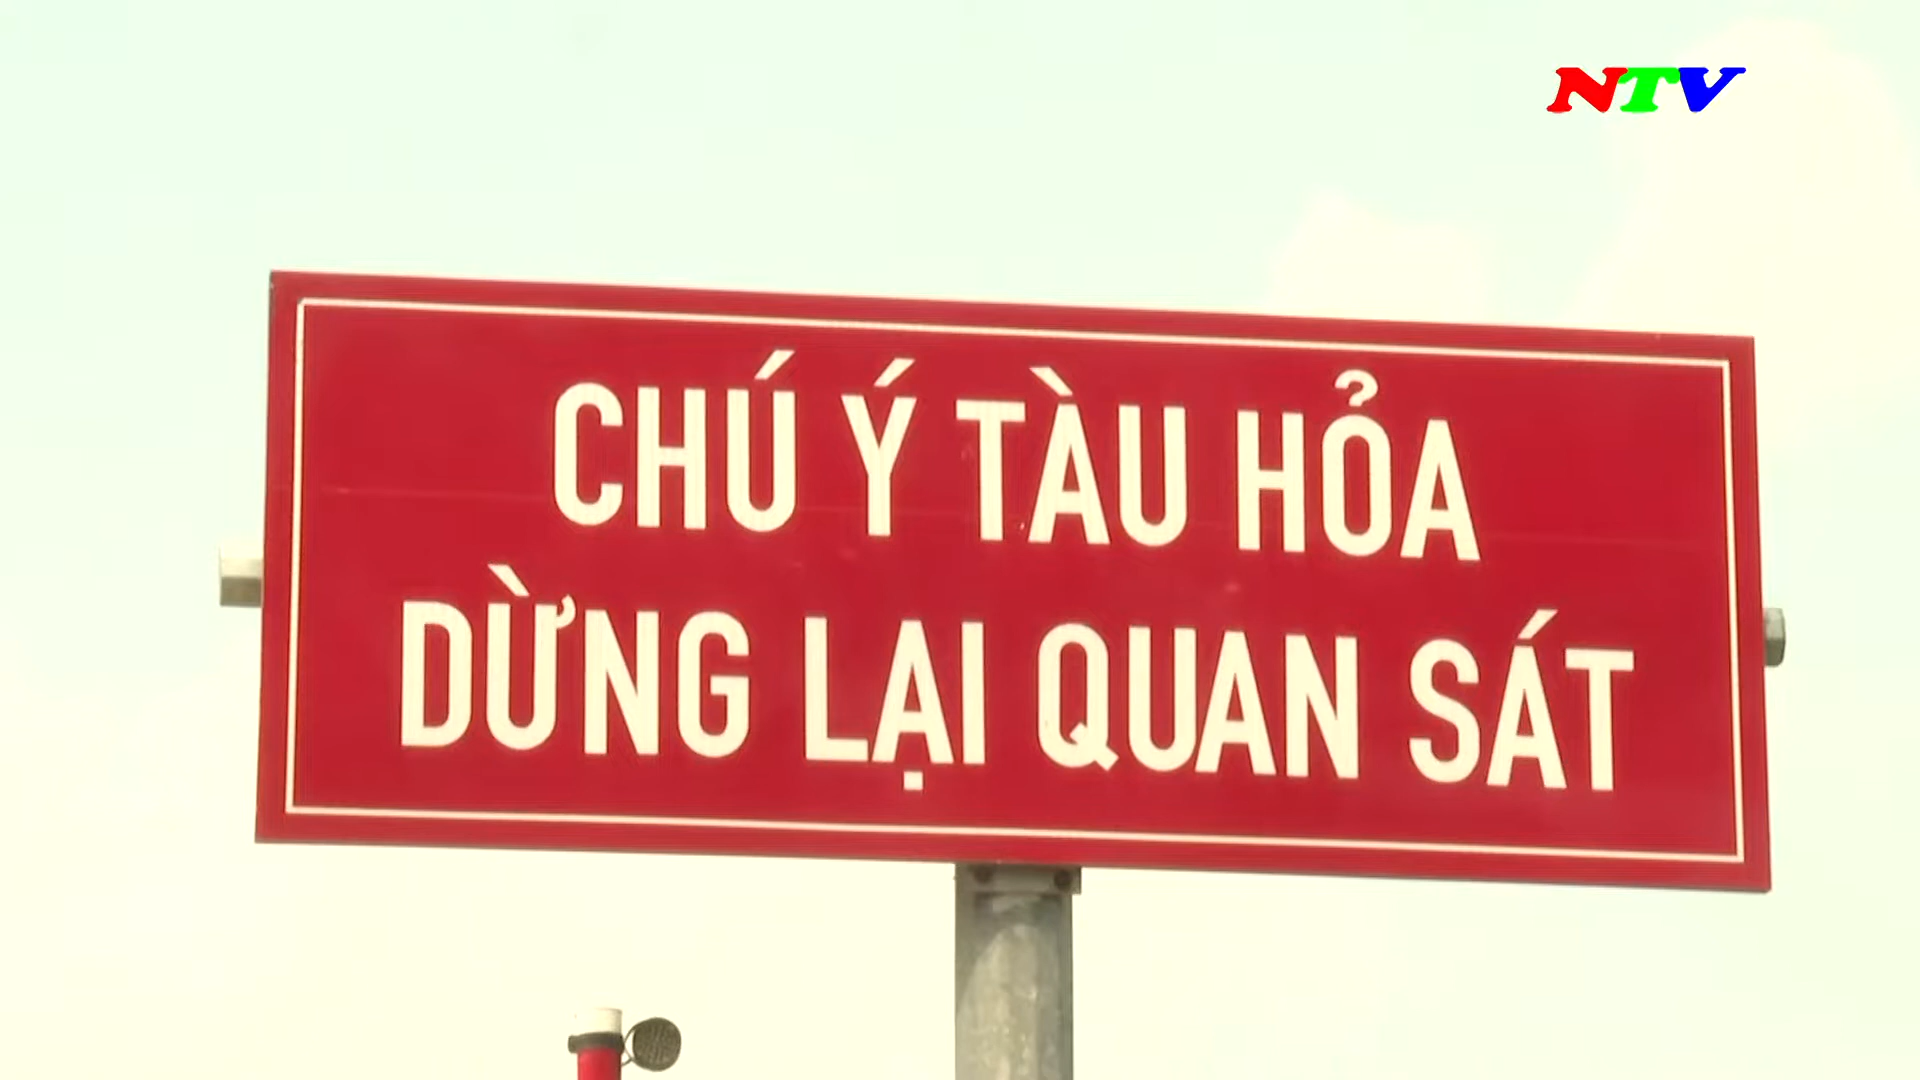 NTV
CHÚ Ý TÀU HỎA
DỪNG LẠI QUAN SÁT